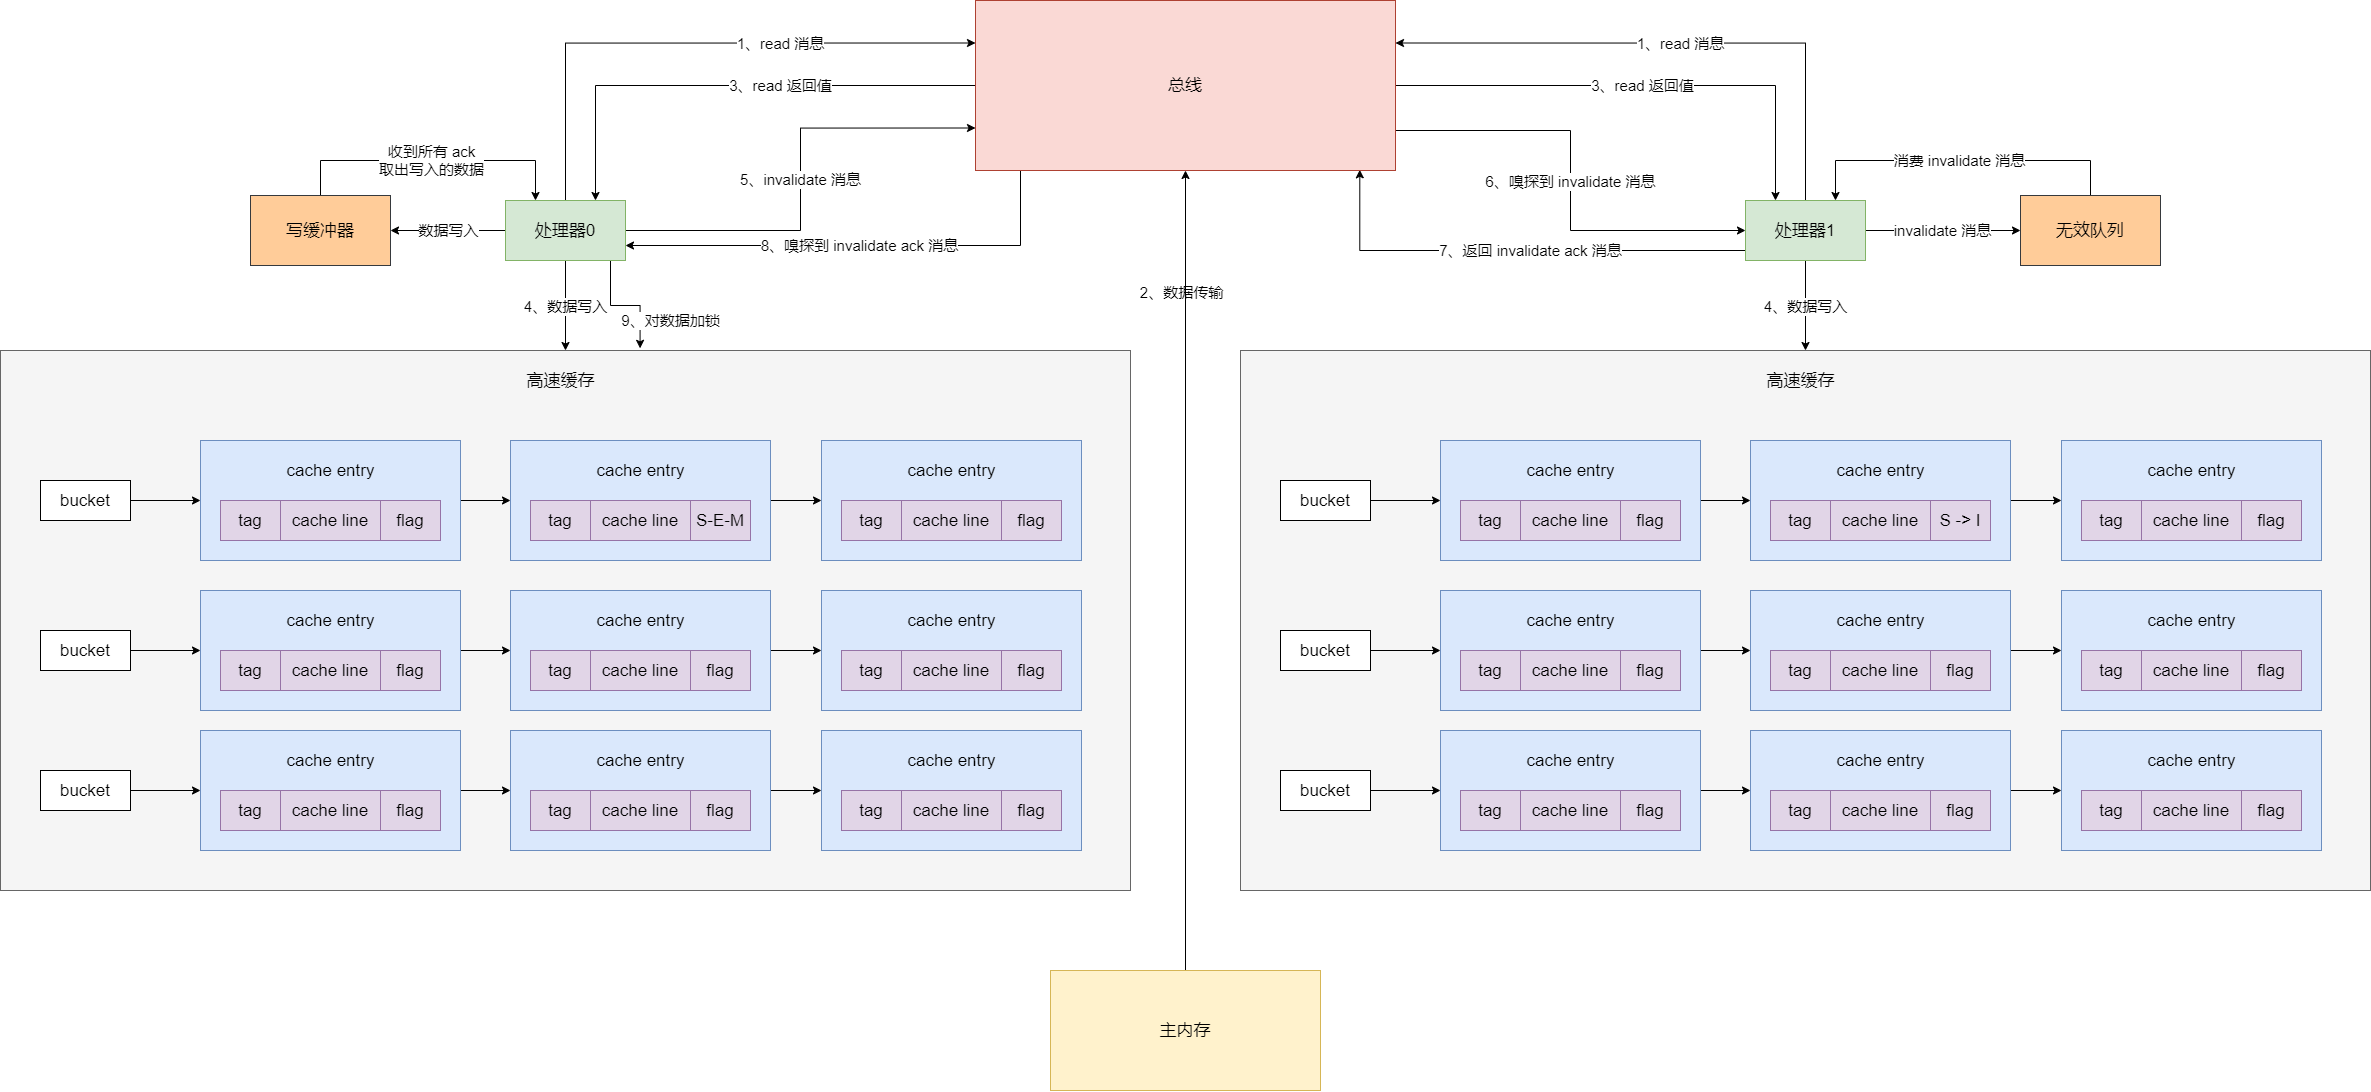 1、read 消息
1、read 消息
总线
3、read 返回值
3、read 返回值
收到所有 ack
取出写入的数据
5、invalidate 消息
6、嗅探到 invalidate 消息
消费 invalidate 消息
写缓冲器
数据写入
处理器0
8、嗅探到 invalidate ack 消息
7、返回 invalidate ack 消息
处理器1
invalidate 消息
无效队列
2、数据传输
4、数据写入
9、对数据加锁
4、数据写入
高速缓存
cache entry
cache entry
cache entry
bucket
tag
cache line
flag
tag
cache line
S-E-M
tag
cache line
flag
cache entry
cache entry
cache entry
bucket
tag
cache line
flag
tag
cache line
flag
tag
cache line
flag
cache entry
cache entry
cache entry
bucket
tag
cache line
flag
tag
cache line
flag
tag
cache line
flag
高速缓存
cache entry
cache entry
cache entry
bucket
tag
cache line
flag
tag
cache line
S -> I
tag
cache line
flag
cache entry
cache entry
cache entry
bucket
tag
cache line
flag
tag
cache line
flag
tag
cache line
flag
cache entry
cache entry
cache entry
bucket
tag
cache line
flag
tag
cache line
flag
tag
cache line
flag
主内存